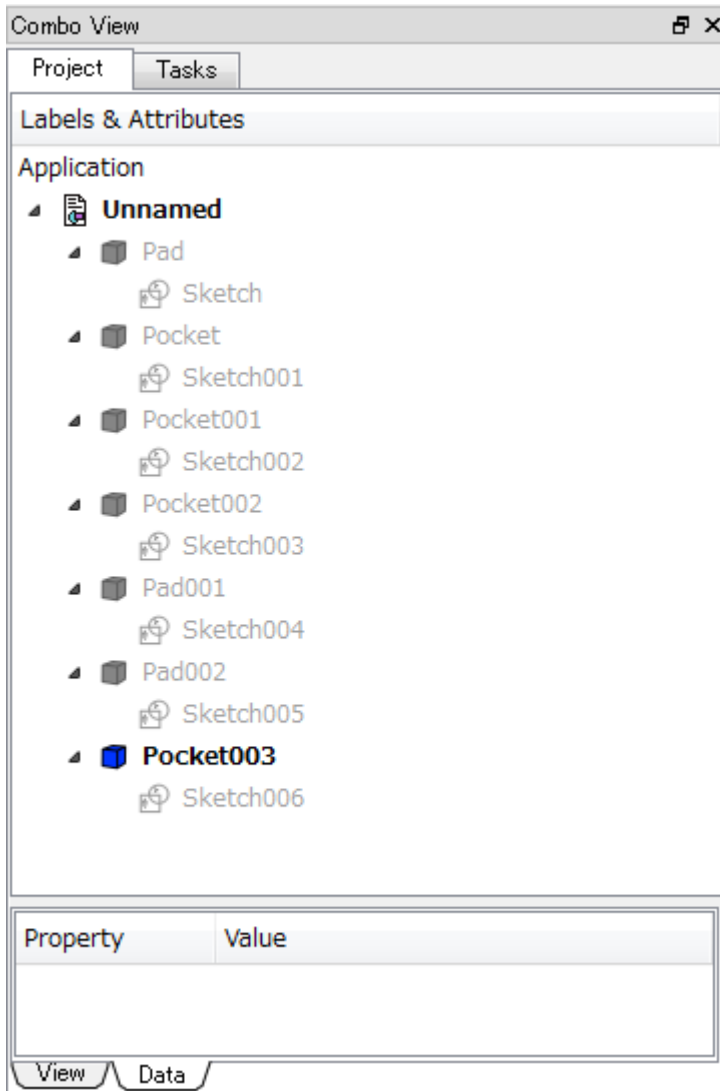 Combo View
Project Tasks
Labels & Attributes
Application
Unnamed
Pad
Sketch
Pocket
Sketch001
Pocket001
Sketch002
Pocket002
Sketch003
Pad001
Sketch004
Pad002
Sketch005
Pocket003
Sketch006
Property Value
View Data